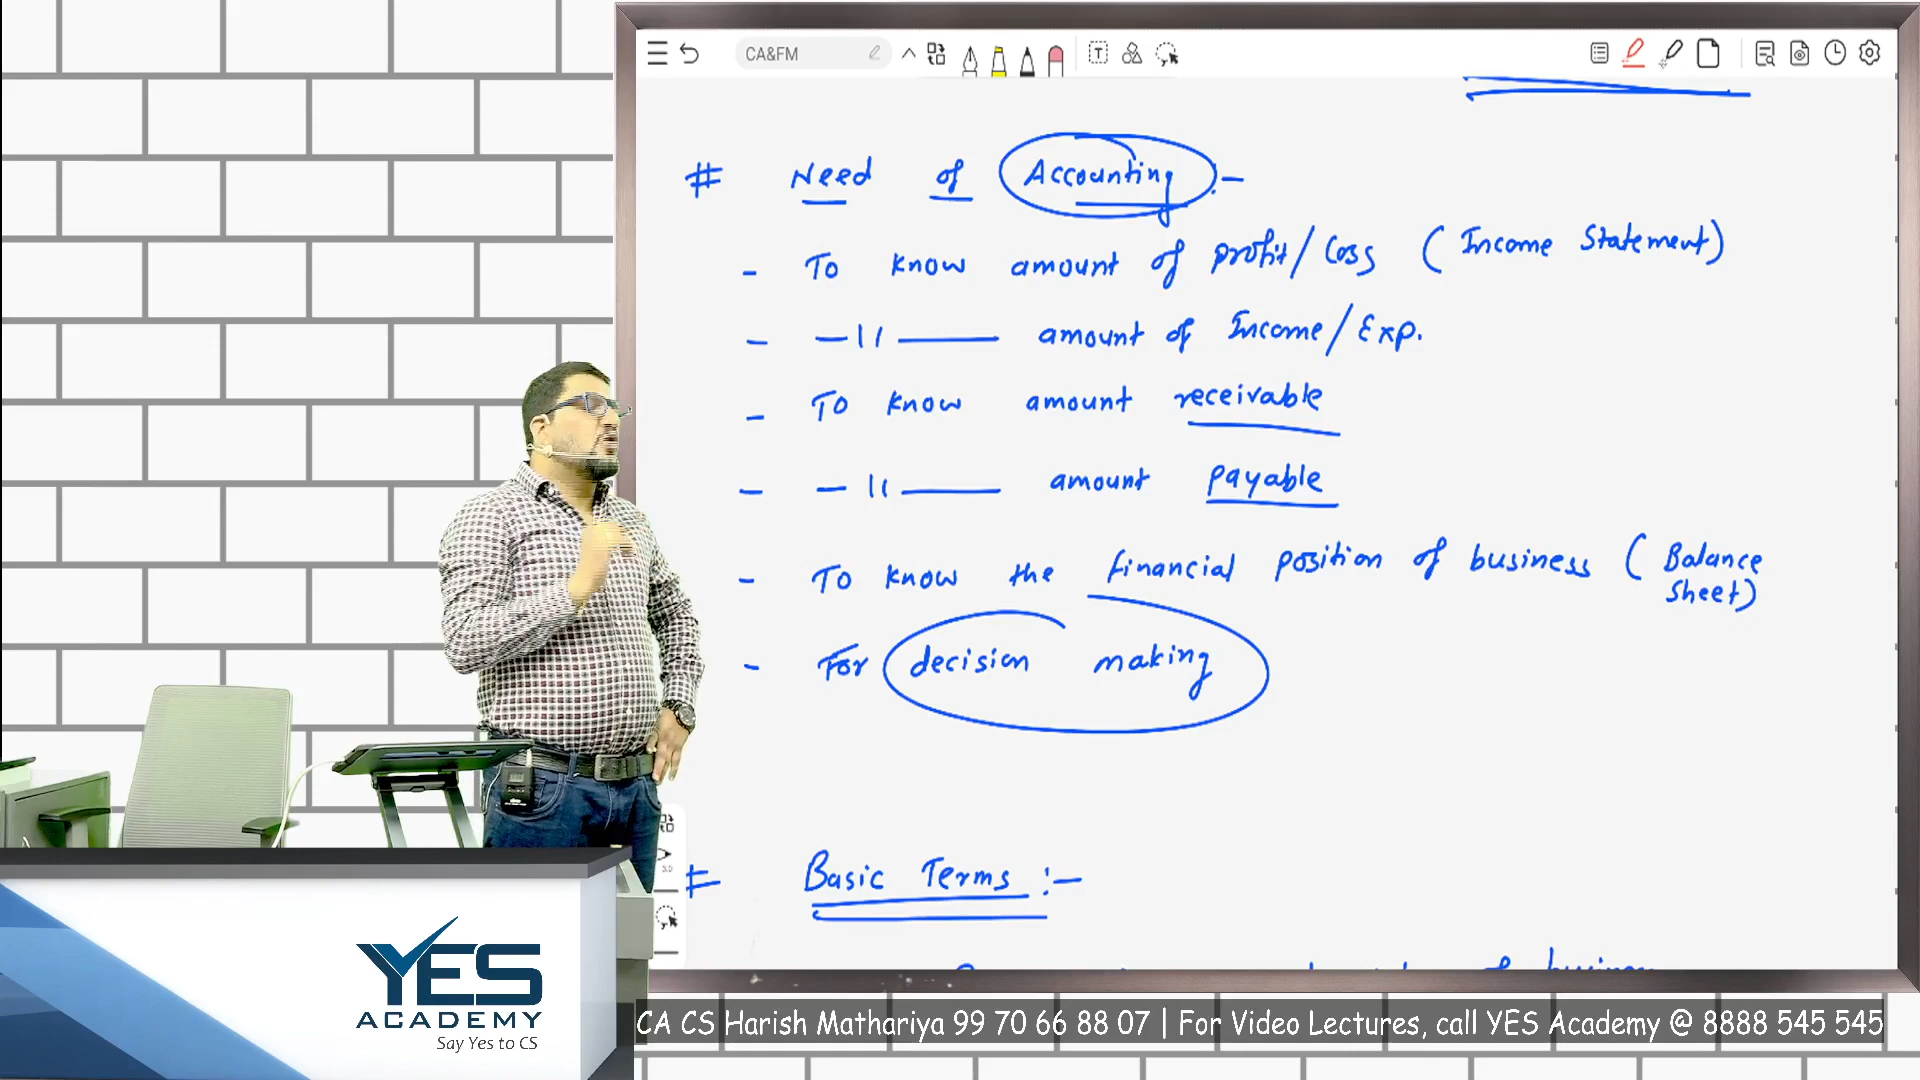 CA&FM
# Need of Accounting :-
- To know amount of profit/Loss (Income Statement)
- —11— amount of Income/Exp.
- To know amount receivable
- —11— amount payable
- To know the financial position of business (Balance
Sheet)
- For decision making
# Basic Terms :-
of
YES
ACADEMY
Say Yes to CS
CA CS Harish Mathariya 99 70 66 88 07 | For Video Lectures, call YES Academy @ 8888 545 545